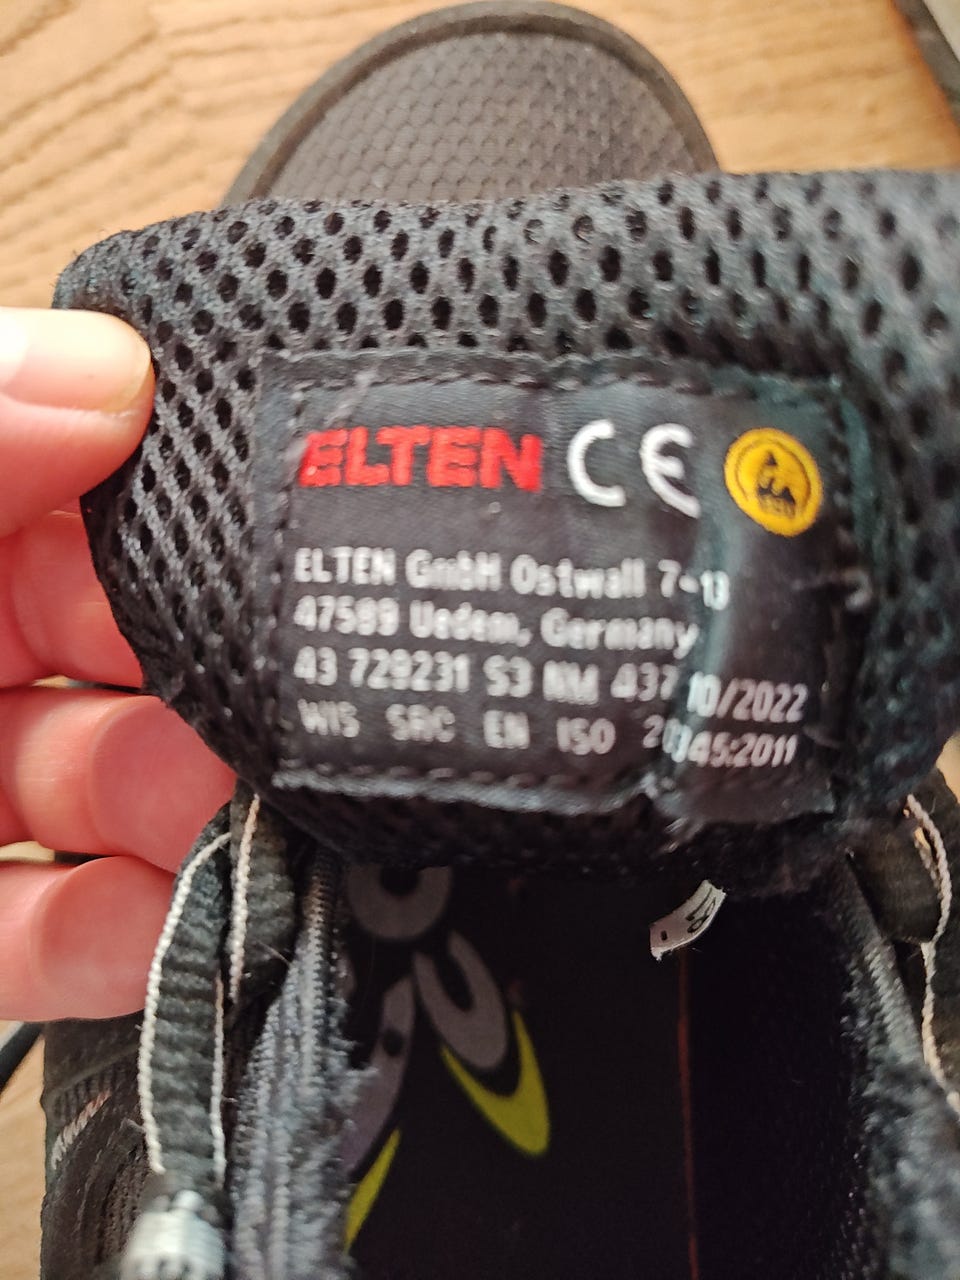 ELTEN CE
ELTEN GmbH Ostwall 7-13
47589 Uedem, Germany
43 729231 S3 NM 437 10/2022
WIS SRC EN ISO 20345:2011